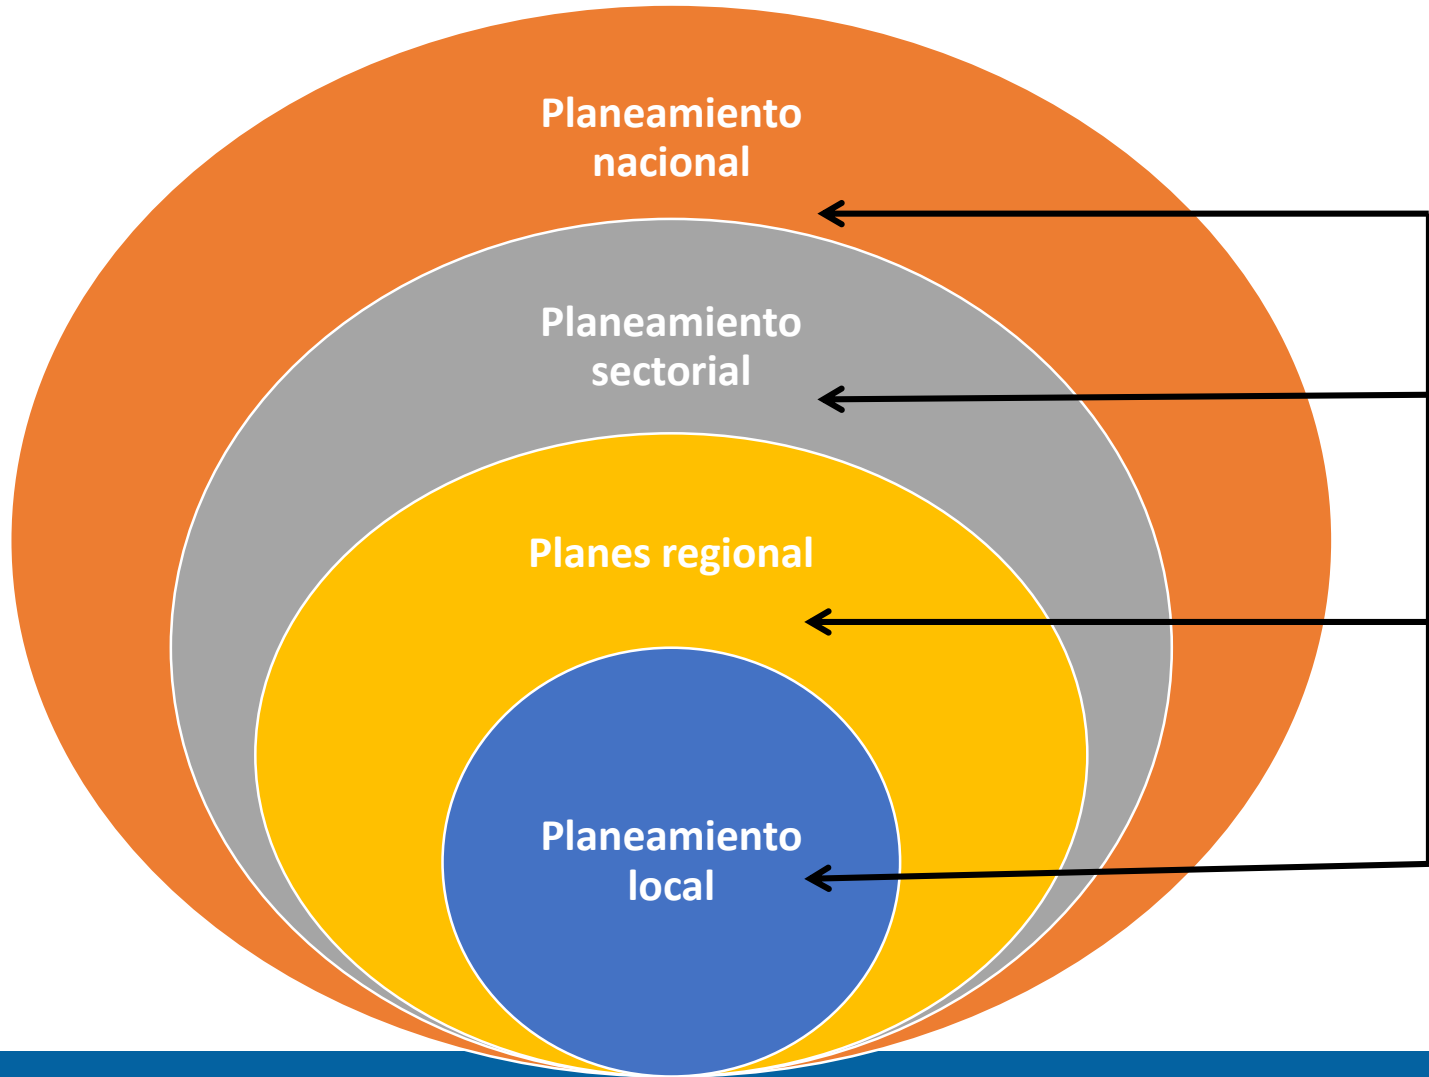 Planeamiento
nacional
Planeamiento
sectorial
Planes regional
Planeamiento
local